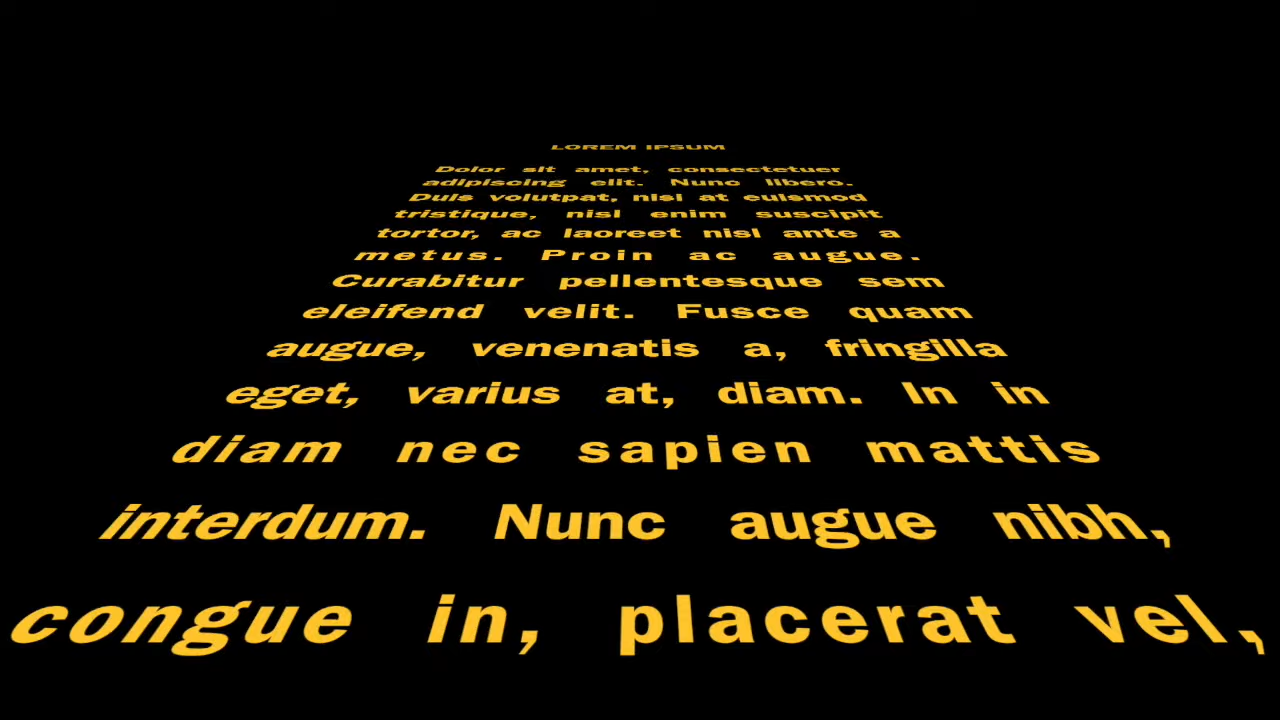 LOREM IPSUM
Dolor sit amet, consectetuer
adipiscing elit. Nunc libero.
Duis volutpat, nisl at euismod
tristique, nisl enim suscipit
tortor, ac laoreet nisl ante a
metus. Proin ac augue.
Curabitur pellentesque sem
eleifend velit. Fusce quam
augue, venenatis a, fringilla
eget, varius at, diam. In in
diam nec sapien mattis
interdum. Nunc augue nibh,
congue in, placerat vel,